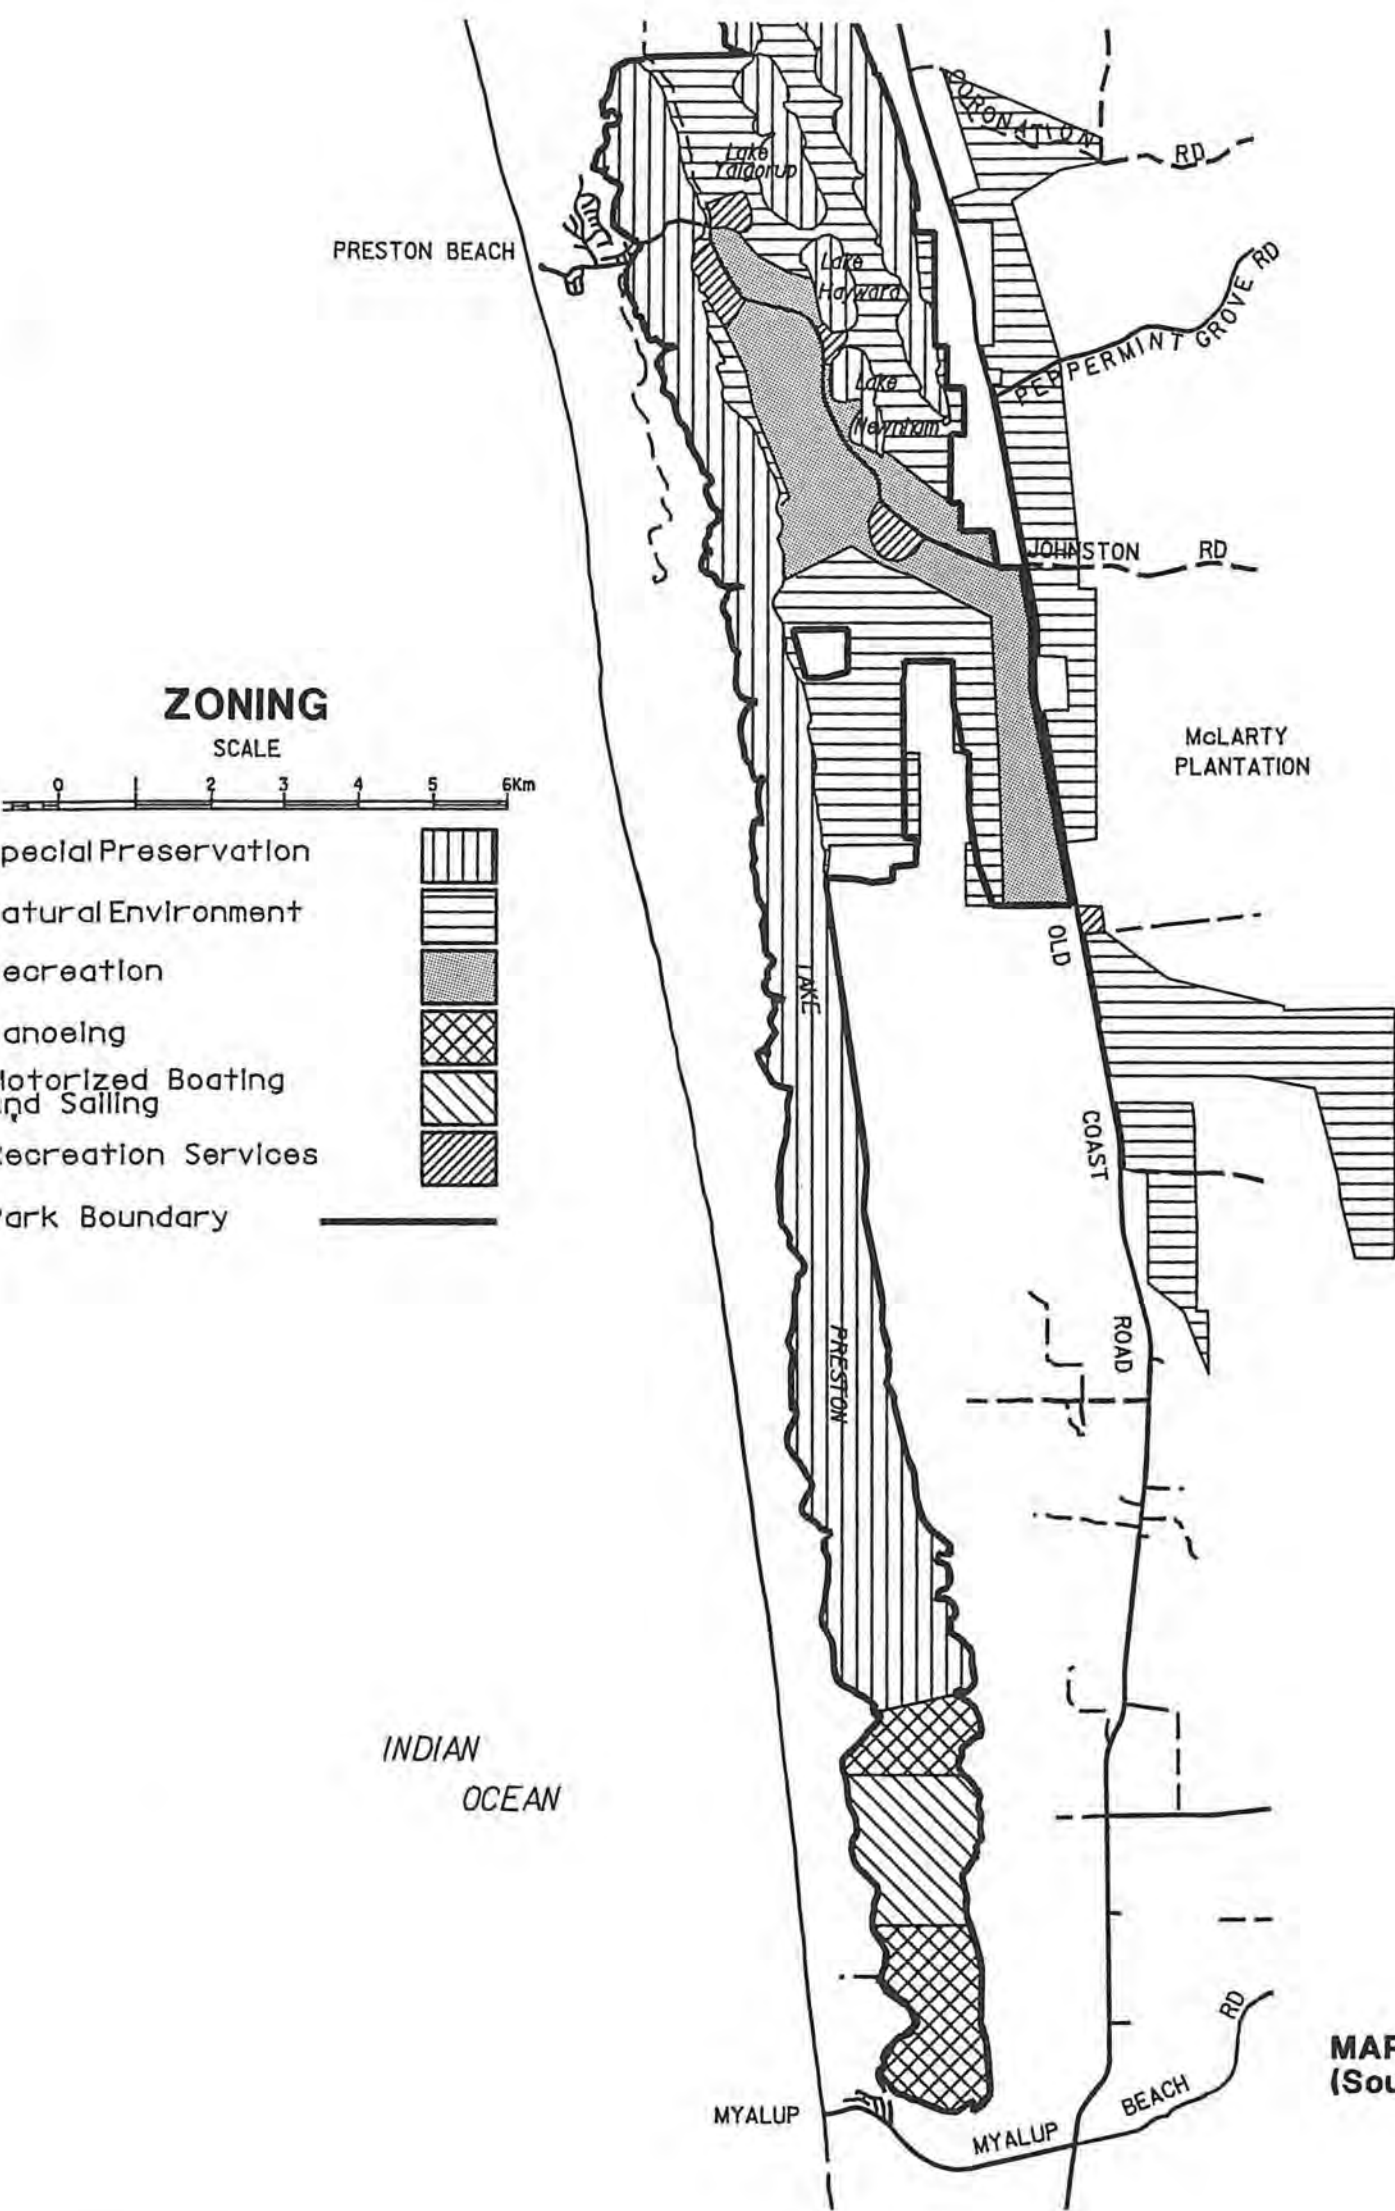 CORONATION
RD
Lake
Yalgorup
PRESTON BEACH
Lake
Hayward
PEPPERMINT GROVE RD
Lake
Newnham
JOHNSTON RD
ZONING
SCALE
0 1 2 3 4 5 6Km
McLARTY
PLANTATION
pecial Preservation
atural Environment
ecreation
anoeing
otorized Boating
nd Sailing
ecreation Services
ark Boundary
OLD
COAST
ROAD
LAKE
PRESTON
INDIAN
OCEAN
MYALUP
MYALUP BEACH RD
MAP
(Sou